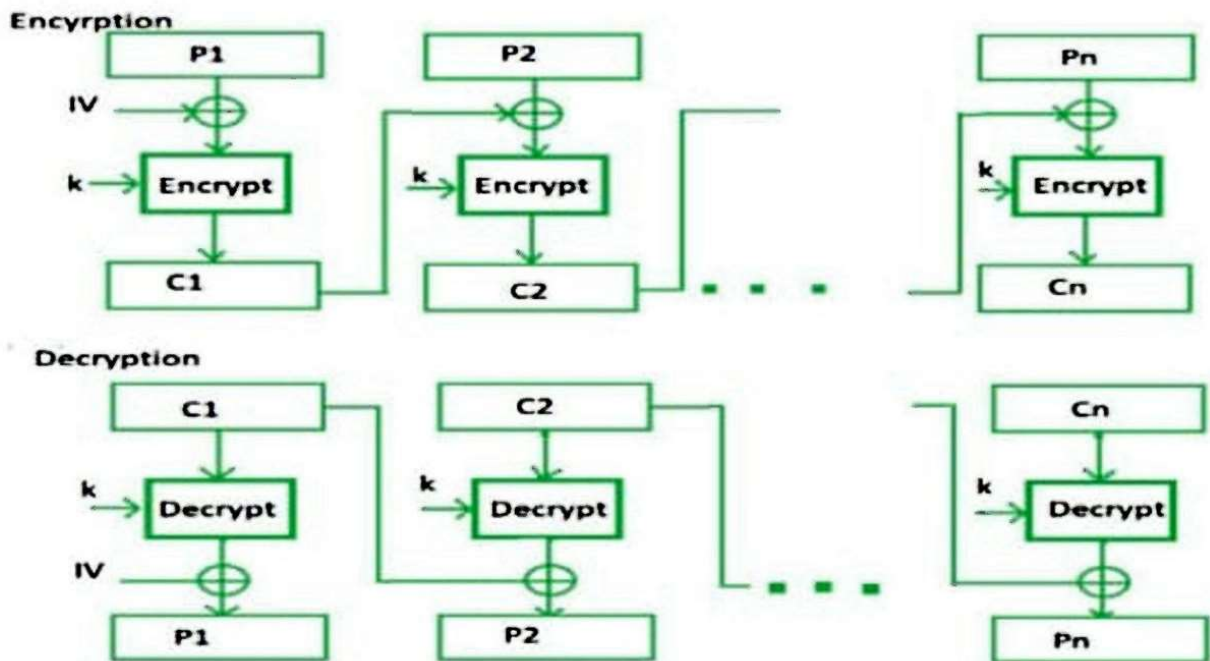 Encyrption
P1 P2 Pn
IV
k Encrypt k Encrypt k Encrypt
C1 C2 Cn
Decryption
C1 C2 Cn
k Decrypt k Decrypt k Decrypt
IV
P1 P2 Pn